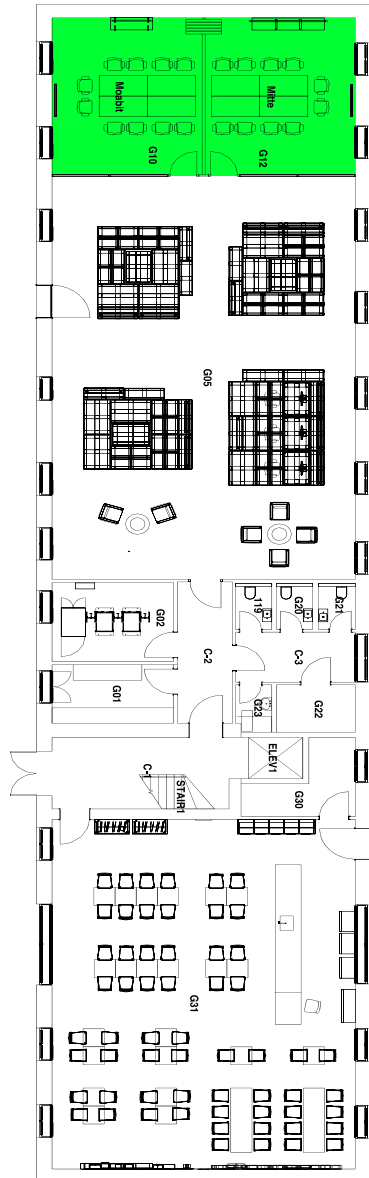 Moabit
Mitte
G10
G12
G05
G02
119
G20
G21
C-2
C-3
G01
G23
G22
ELEV1
C-1
STAIR1
G30
G31